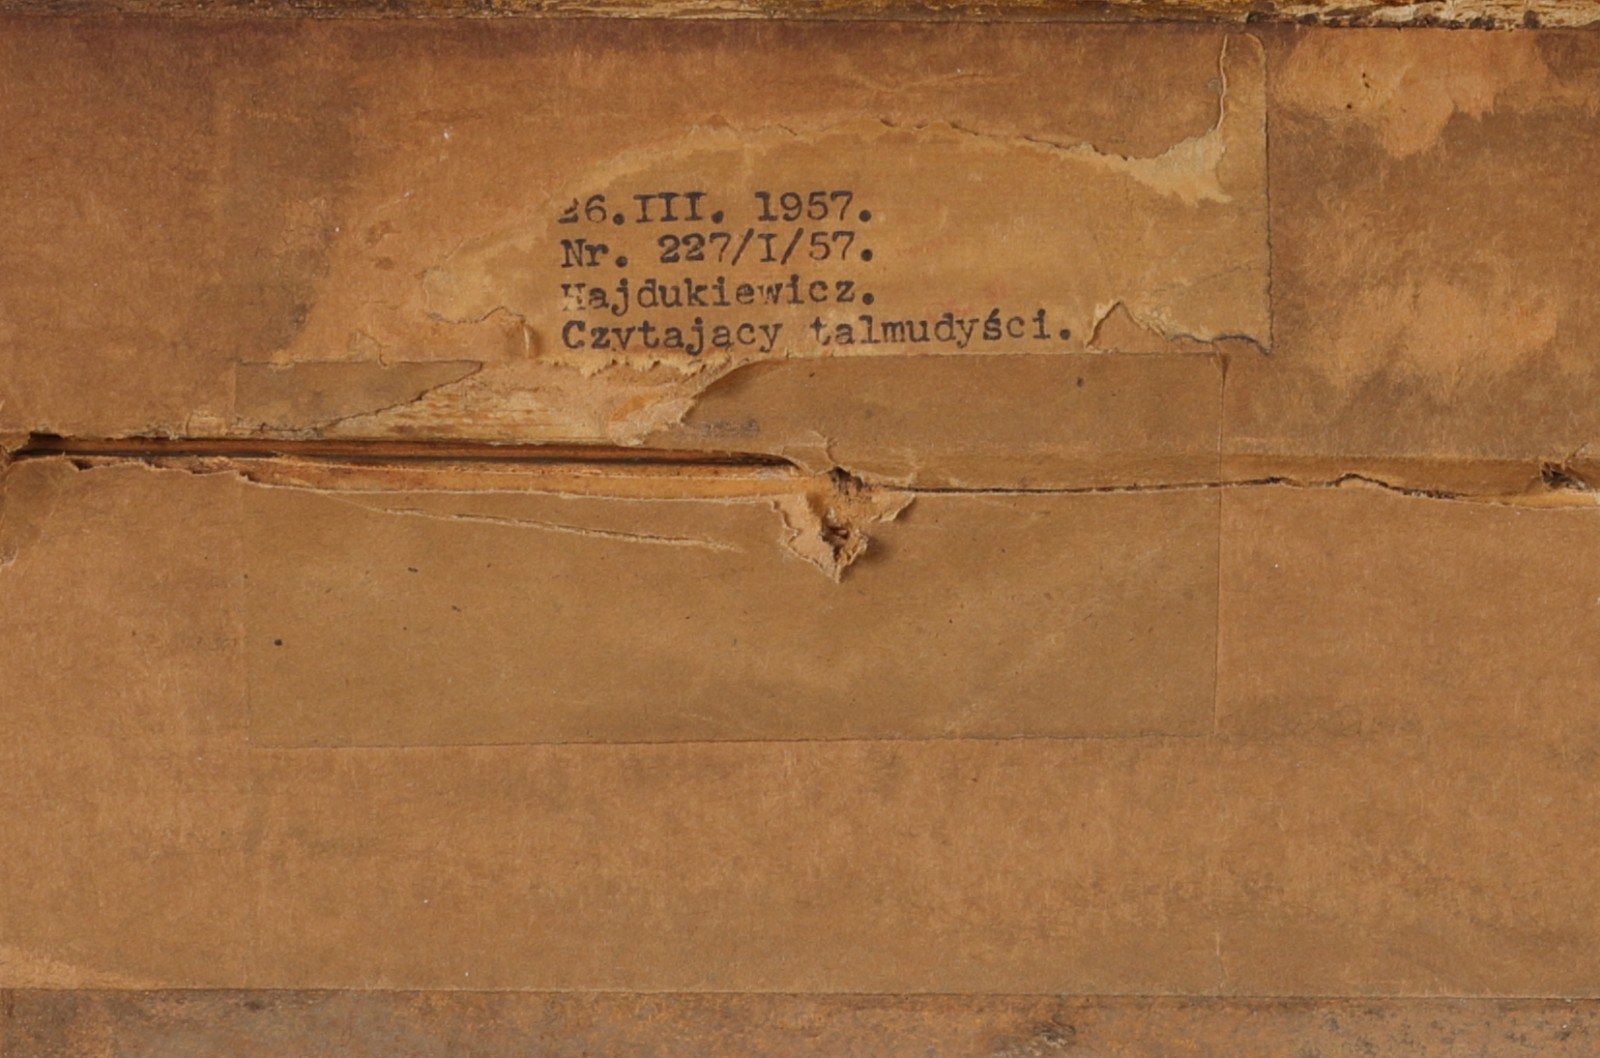 26.III. 1957.
Nr. 227/I/57.
Hajdukiewicz.
Czytający talmudyści.